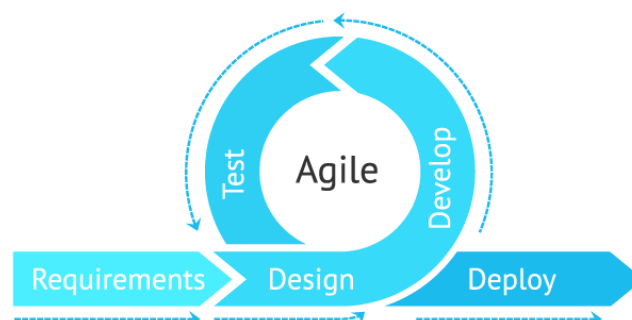 Agile
Test
Develop
Requirements
Design
Deploy